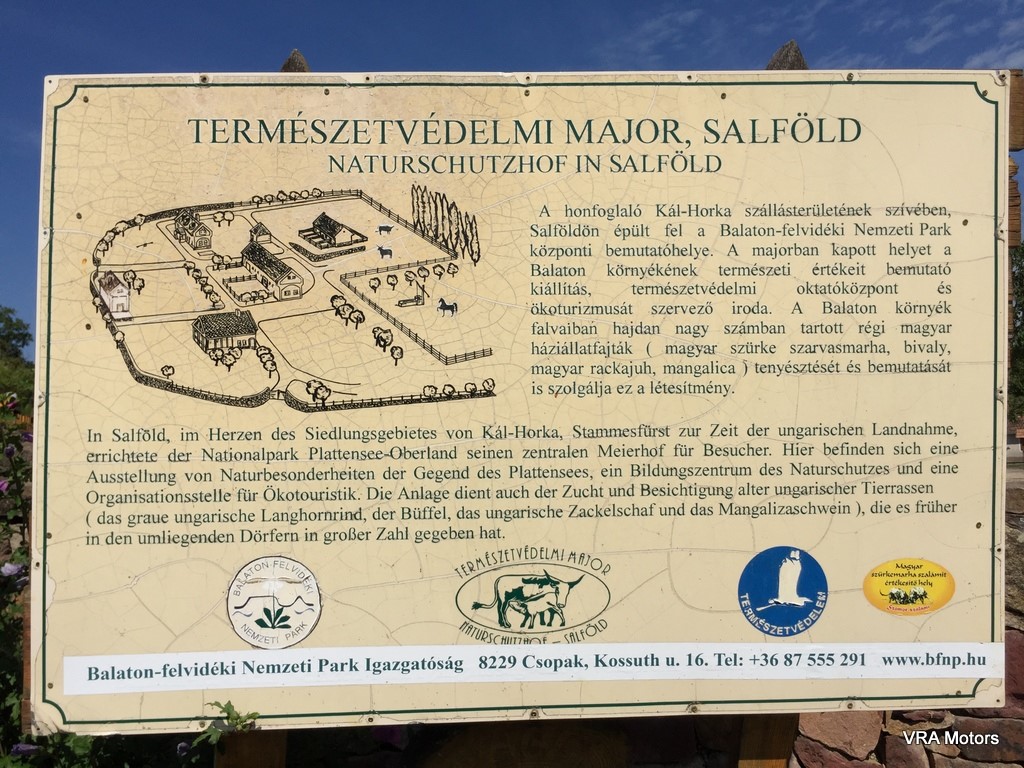 TERMÉSZETVÉDELMI MAJOR, SALFÖLD
NATURSCHUTZHOF IN SALFÖLD
A honfoglaló Kál-Horka szállásterületének szívében,
Salföldön épült fel a Balaton-felvidéki Nemzeti Park
központi bemutatóhelye. A majorban kapott helyet a
Balaton környékének természeti értékeit bemutató
kiállítás, természetvédelmi oktatóközpont és
ökoturizmusát szervező iroda. A Balaton környék
falvaiban hajdan nagy számban tartott régi magyar
háziállatfajták ( magyar szürke szarvasmarha, bivaly,
magyar rackajuh, mangalica ) tenyésztését és bemutatását
is szolgálja ez a létesítmény.
In Salföld, im Herzen des Siedlungsgebietes von Kál-Horka, Stammesfürst zur Zeit der ungarischen Landnahme,
errichtete der Nationalpark Plattensee-Oberland seinen zentralen Meierhof für Besucher. Hier befinden sich eine
Ausstellung von Naturbesonderheiten der Gegend des Plattensees, ein Bildungszentrum des Naturschutzes und eine
Organisationsstelle für Ökotouristik. Die Anlage dient auch der Zucht und Besichtigung alter ungarischer Tierrassen
( das graue ungarische Langhornrind, der Büffel, das ungarische Zackelschaf und das Mangalizaschwein ), die es früher
in den umliegenden Dörfern in großer Zahl gegeben hat.
BALATON-FELVIDÉKI
NEMZETI PARK
TERMÉSZETVÉDELMI MAJOR
NATURSCHUTZHOF - SALFÖLD
TERMÉSZETVÉDELEM
Magyar
szürkemarha szalámit
értékesítő hely
Balaton-felvidéki Nemzeti Park Igazgatóság 8229 Csopak, Kossuth u. 16. Tel: +36 87 555 291 www.bfnp.hu
VRA Motors